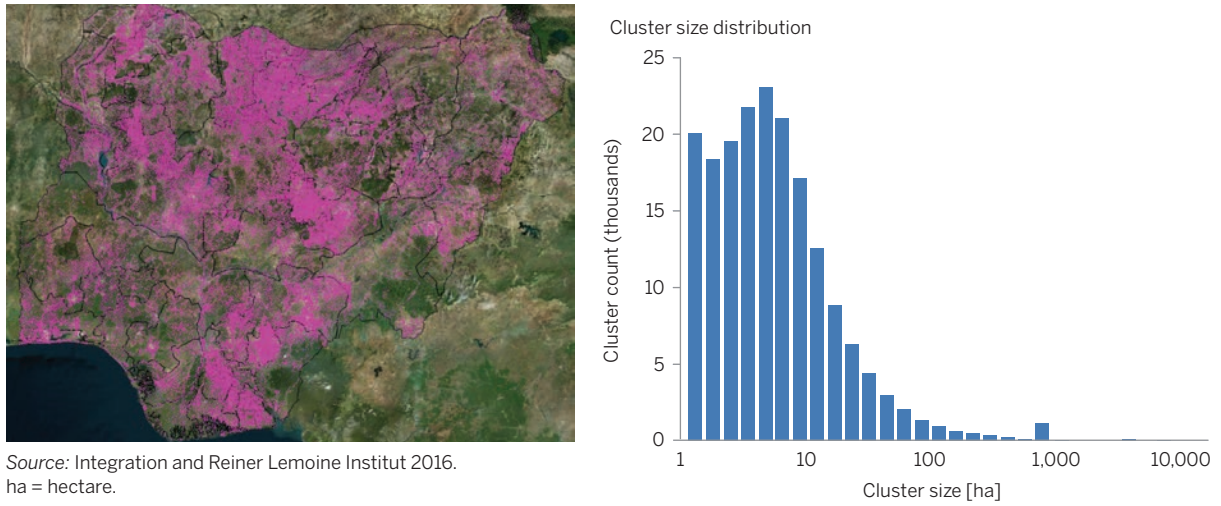 Source: Integration and Reiner Lemoine Institut 2016.
ha = hectare.
Cluster size distribution
Cluster count (thousands)
25
20
15
10
5
0
1 10 100 1,000 10,000
Cluster size [ha]